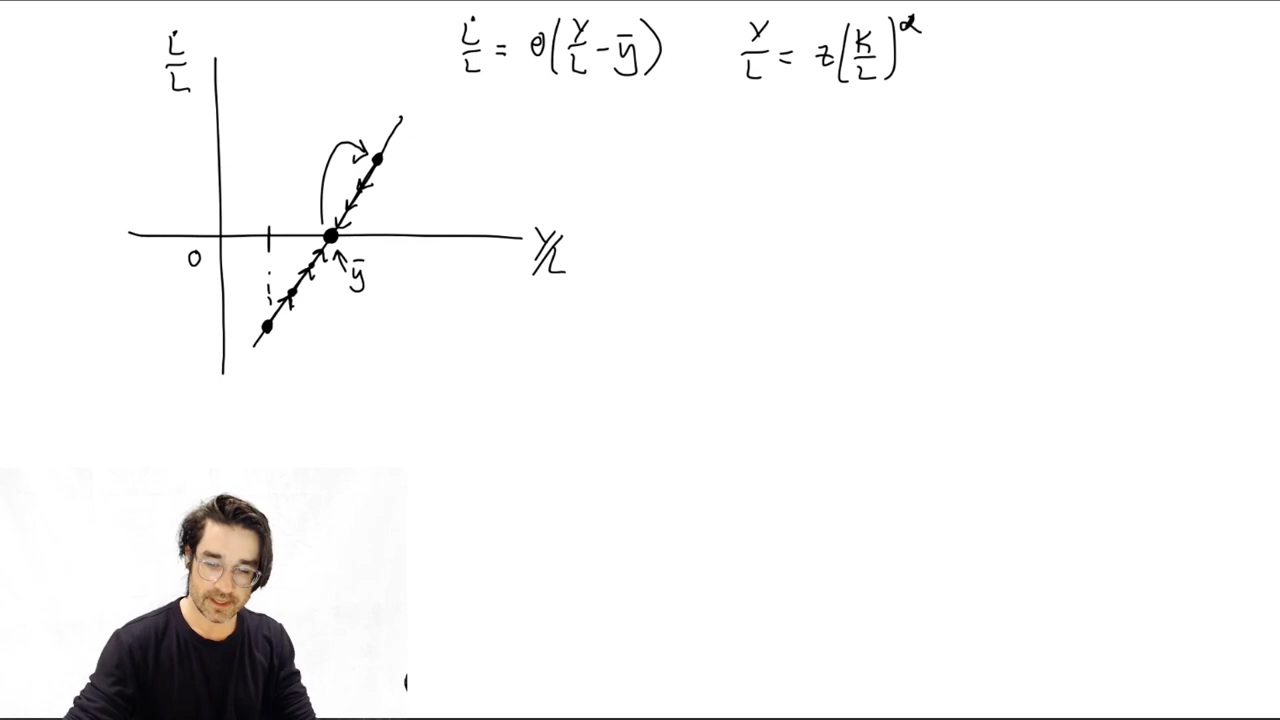 L̇/L
L̇/L = θ(Y/L - ȳ)
Y/L = z(K/L)^α
0
ȳ
Y/L